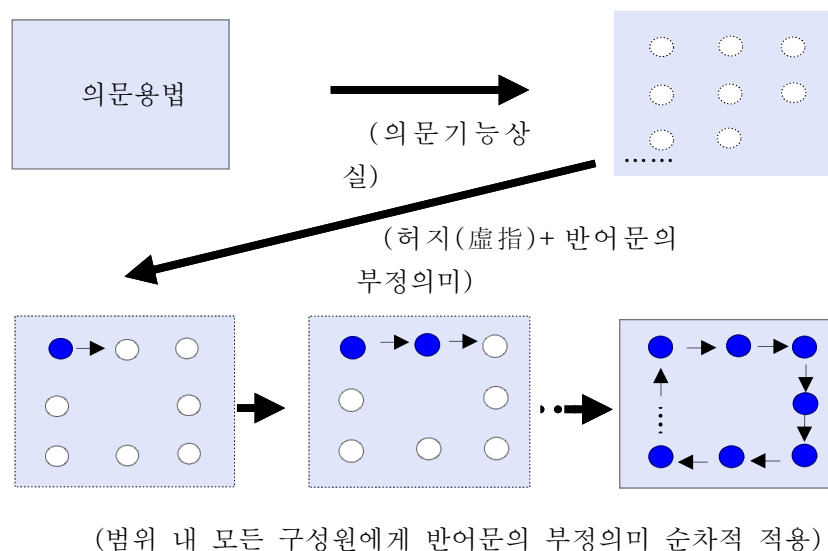 의문용법
(의문기능상
실)
……
(허지(虛指)+ 반어문의
부정의미)
(범위 내 모든 구성원에게 반어문의 부정의미 순차적 적용)